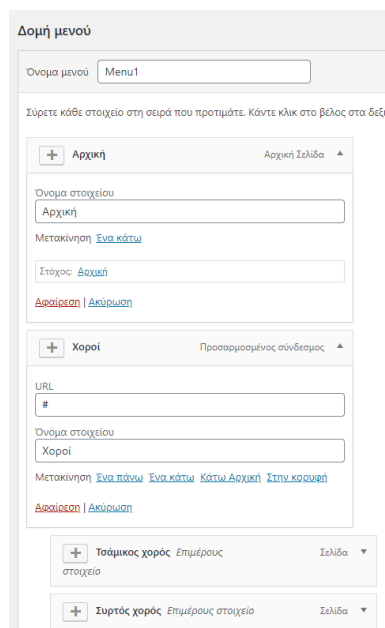 Δομή μενού
Όνομα μενού Menu1
Σύρετε κάθε στοιχείο στη σειρά που προτιμάτε. Κάντε κλικ στο βέλος στα
Αρχική Αρχική Σελίδα
Όνομα στοιχείου
Αρχική
Μετακίνηση Ένα κάτω
Στόχος: Αρχική
Αφαίρεση | Ακύρωση
Χοροί Προσαρμοσμένος σύνδεσμος
URL
#
Όνομα στοιχείου
Χοροί
Μετακίνηση Ένα πάνω Ένα κάτω Κάτω Αρχική Στην κορυφή
Αφαίρεση | Ακύρωση
Τσάμικος χορός Επιμέρους Σελίδα
στοιχείο
Συρτός χορός Επιμέρους στοιχείο Σελίδα